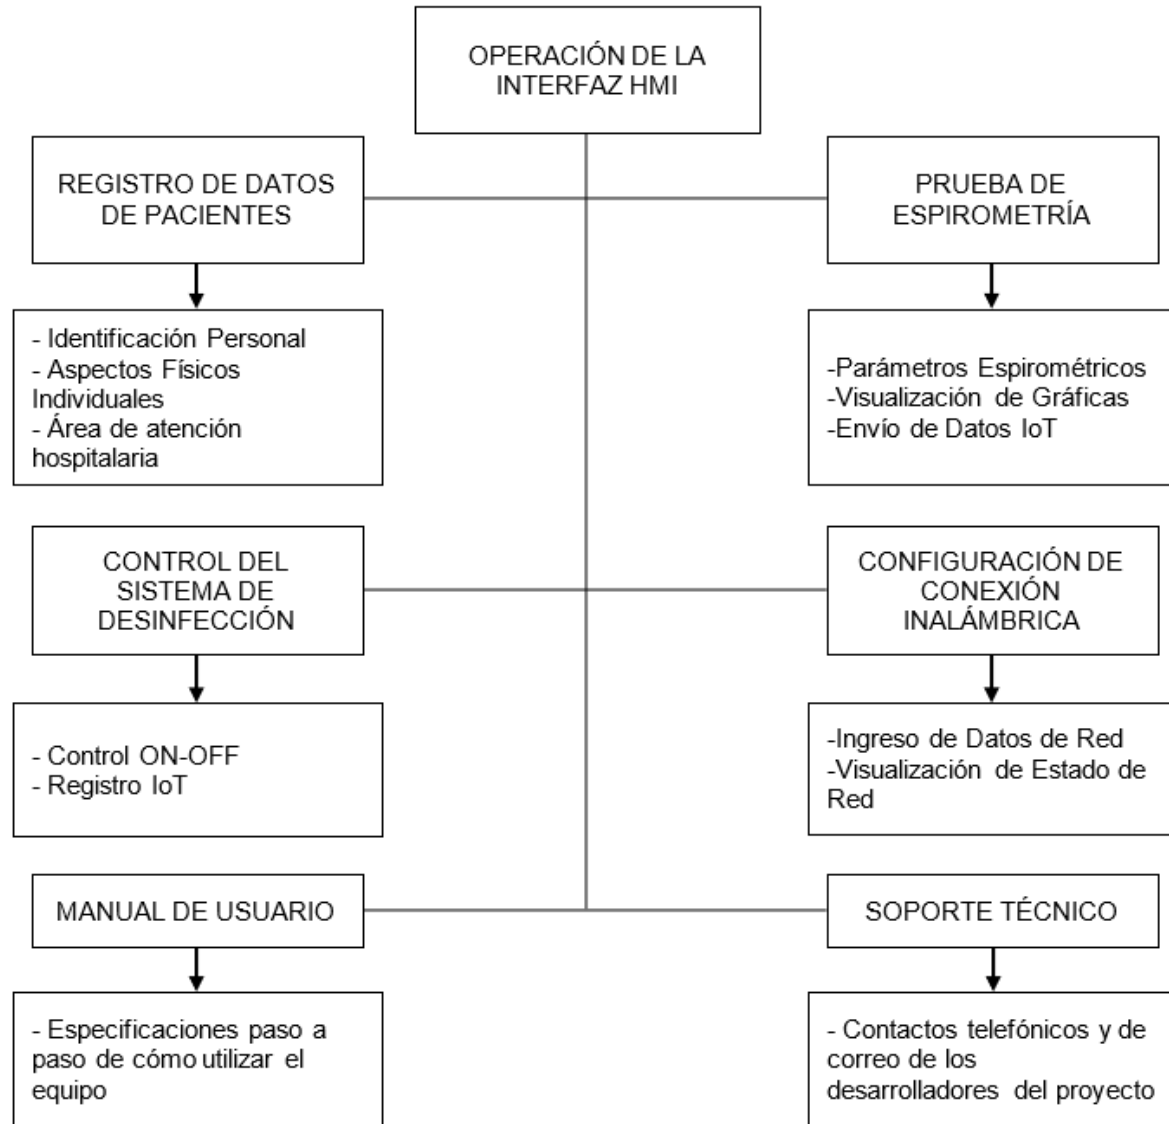 OPERACIÓN DE LA
INTERFAZ HMI
REGISTRO DE DATOS
DE PACIENTES
PRUEBA DE
ESPIROMETRÍA
- Identificación Personal
- Aspectos Físicos
Individuales
- Área de atención
hospitalaria
-Parámetros Espirométricos
-Visualización de Gráficas
-Envío de Datos IoT
CONTROL DEL
SISTEMA DE
DESINFECCIÓN
CONFIGURACIÓN DE
CONEXIÓN
INALÁMBRICA
- Control ON-OFF
- Registro IoT
-Ingreso de Datos de Red
-Visualización de Estado de
Red
MANUAL DE USUARIO
SOPORTE TÉCNICO
- Especificaciones paso a
paso de cómo utilizar el
equipo
- Contactos telefónicos y de
correo de los
desarrolladores del proyecto